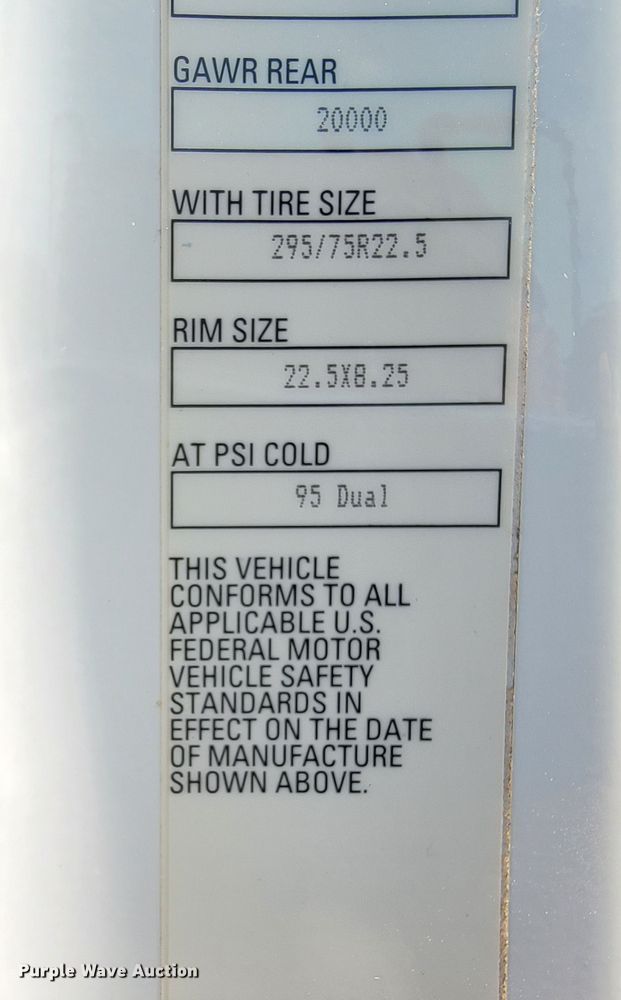 GAWR REAR
20000
WITH TIRE SIZE
295/75R22.5
RIM SIZE
22.5X8.25
AT PSI COLD
95 Dual
THIS VEHICLE
CONFORMS TO ALL
APPLICABLE U.S.
FEDERAL MOTOR
VEHICLE SAFETY
STANDARDS IN
EFFECT ON THE DATE
OF MANUFACTURE
SHOWN ABOVE.
Purple Wave Auction